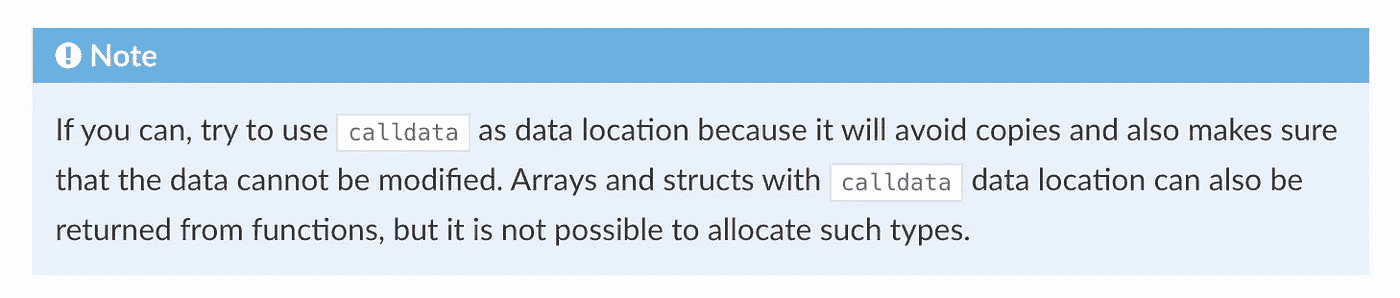 Note
If you can, try to use calldata as data location because it will avoid copies and also makes sure
that the data cannot be modified. Arrays and structs with calldata data location can also be
returned from functions, but it is not possible to allocate such types.